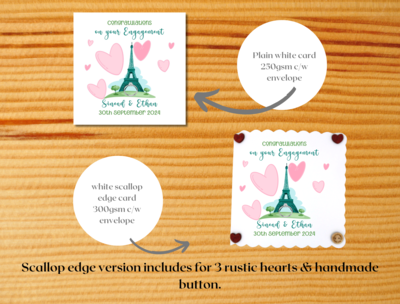 CONGRATULATIONS
on your Engagement
Sinead & Ethan
30th September 2024
Plain white card
250gsm c/w
envelope
white scallop
edge card
300gsm c/w
envelope
CONGRATULATIONS
on your Engagement
Sinead & Ethan
30th September 2024
Scallop edge version includes for 3 rustic hearts & handmade
button.